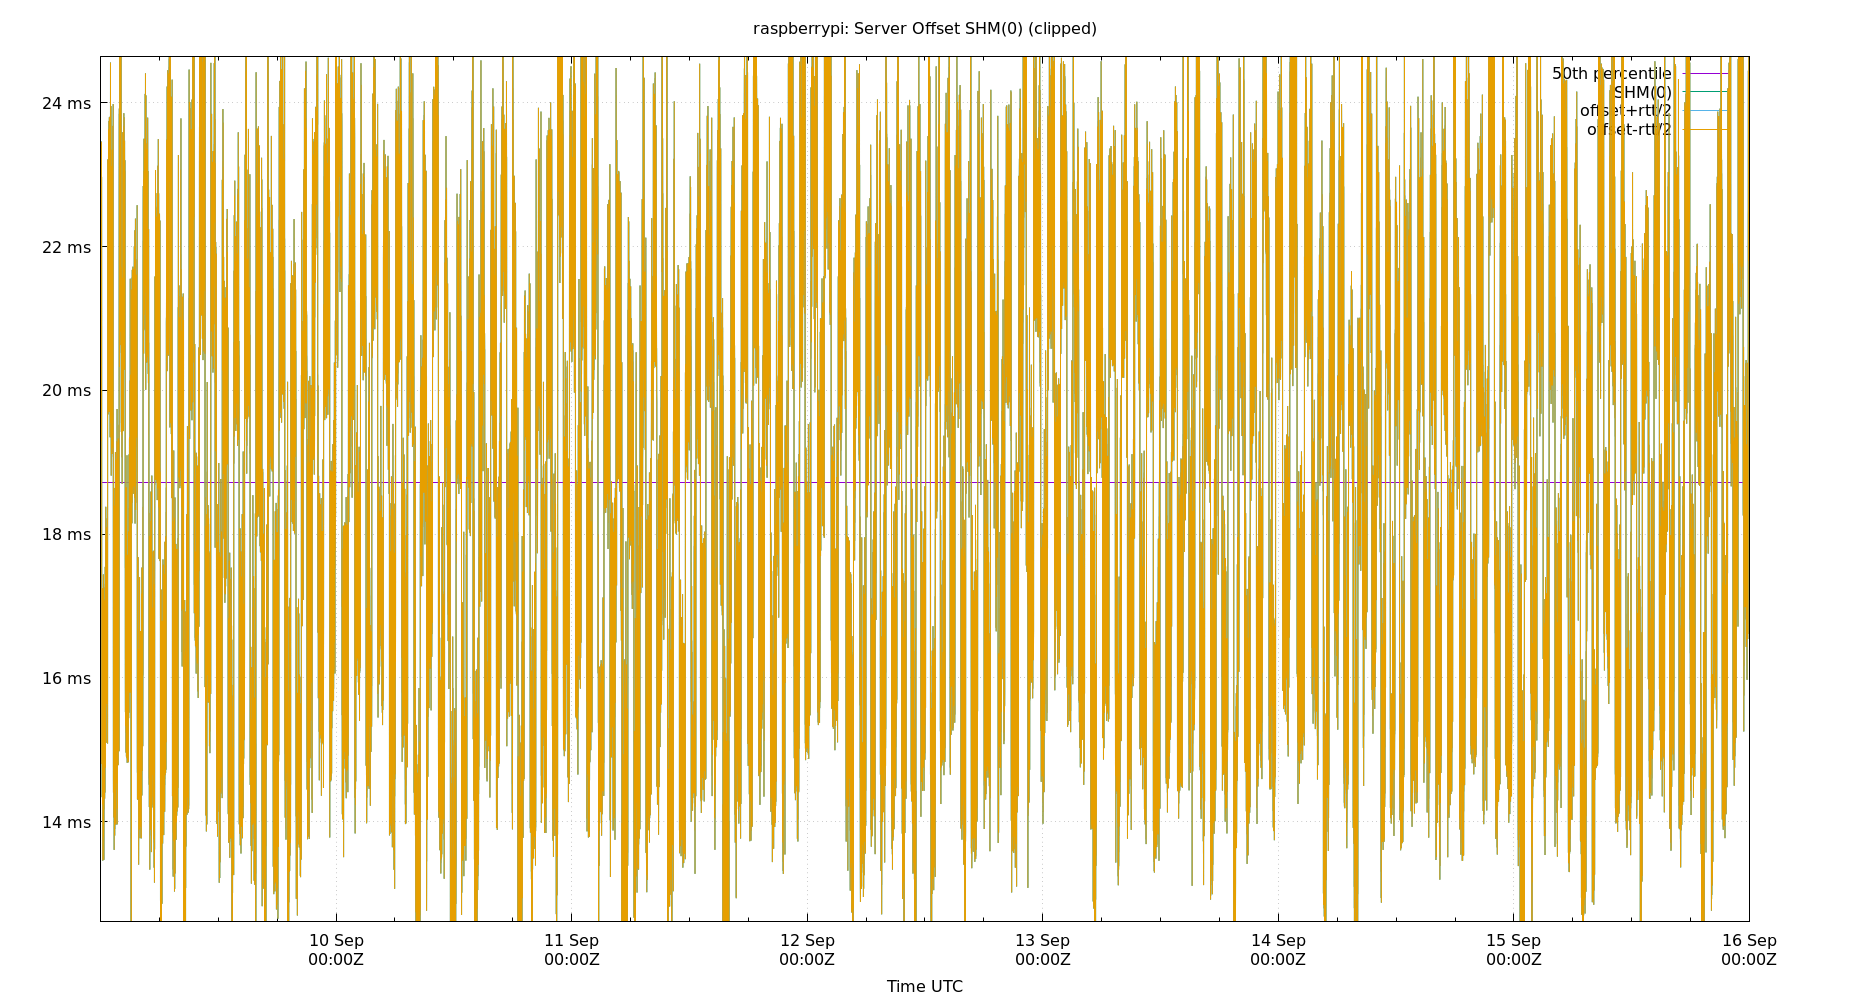 raspberrypi: Server Offset SHM(0) (clipped)
50th percentile
SHM(0)
offset+rtt/2
offset-rtt/2
24 ms
22 ms
20 ms
18 ms
16 ms
14 ms
10 Sep
00:00Z
11 Sep
00:00Z
12 Sep
00:00Z
13 Sep
00:00Z
14 Sep
00:00Z
15 Sep
00:00Z
16 Sep
00:00Z
Time UTC